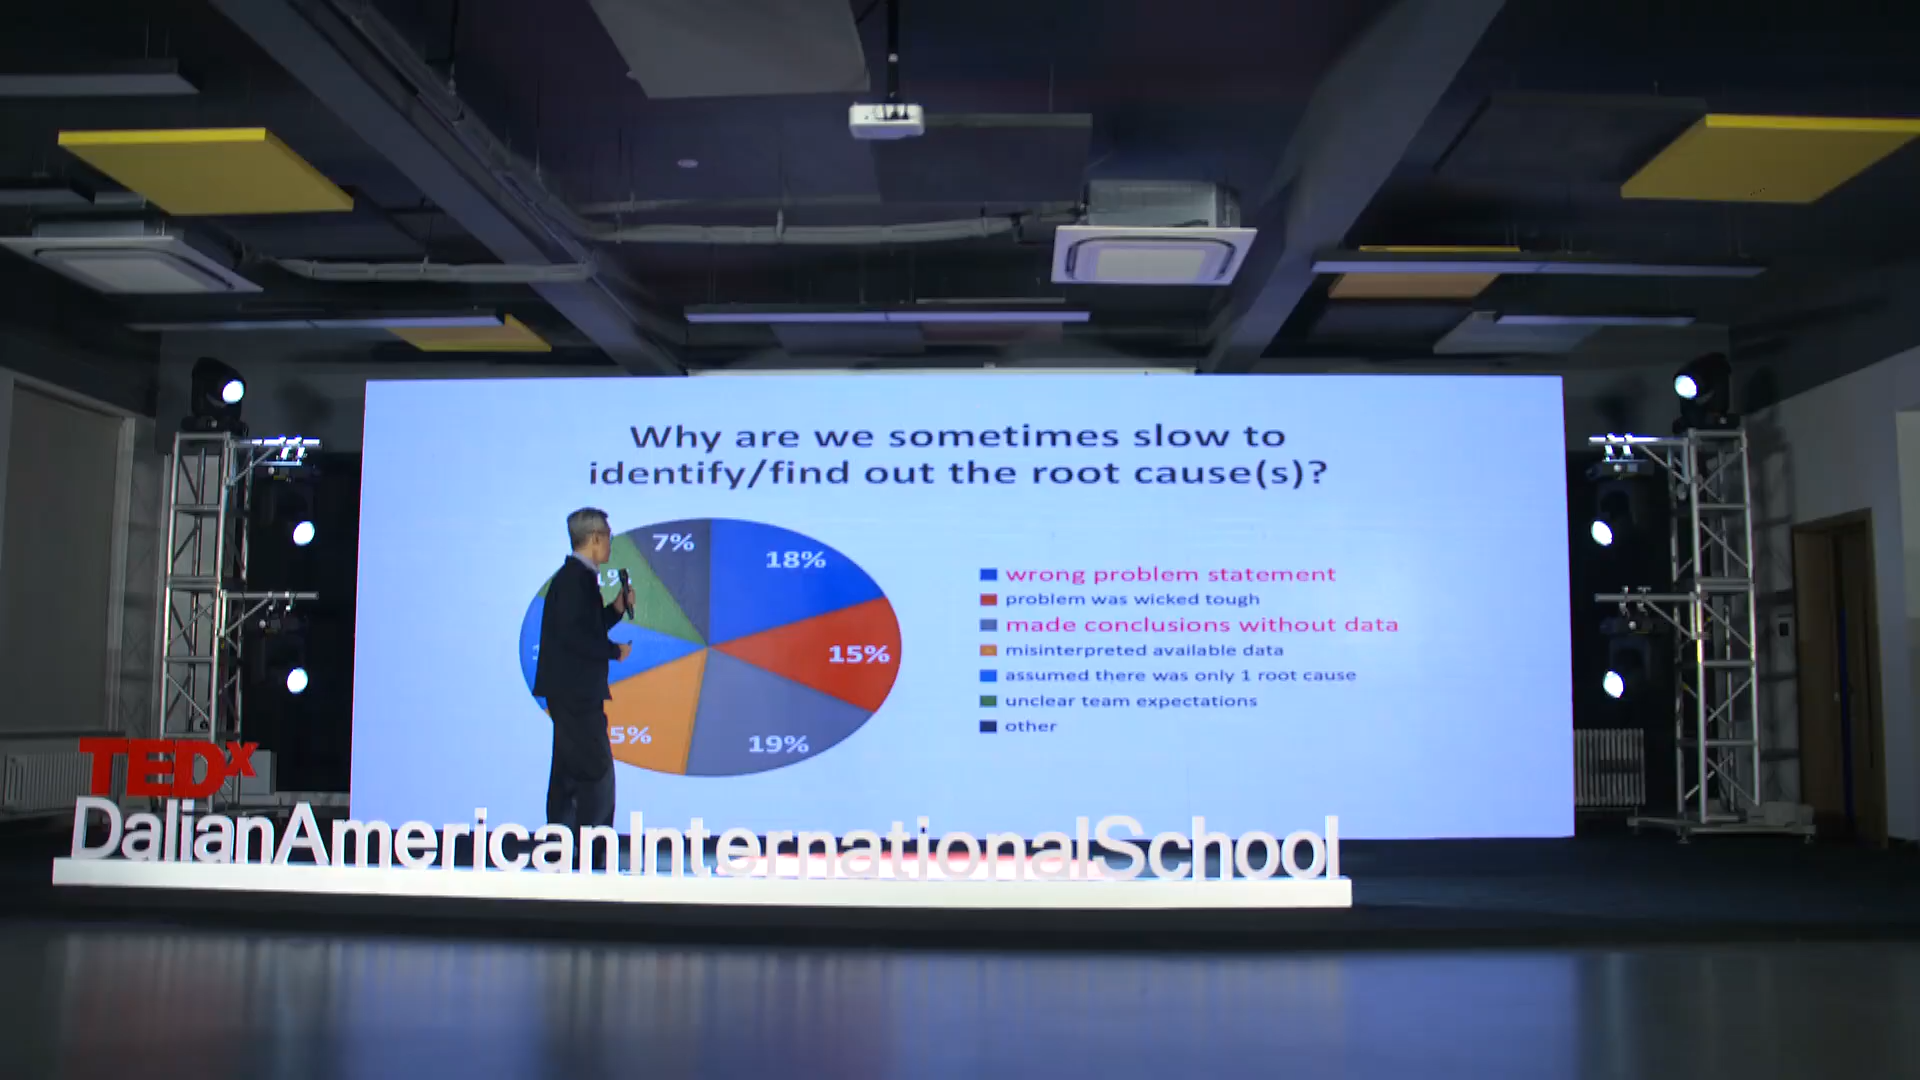 Why are we sometimes slow to
identify/find out the root cause(s)?
7%
18%
15%
19%
wrong problem statement
problem was wicked tough
made conclusions without data
misinterpreted available data
assumed there was only 1 root cause
unclear team expectations
other
TEDx
DalianAmericanInternationalSchool